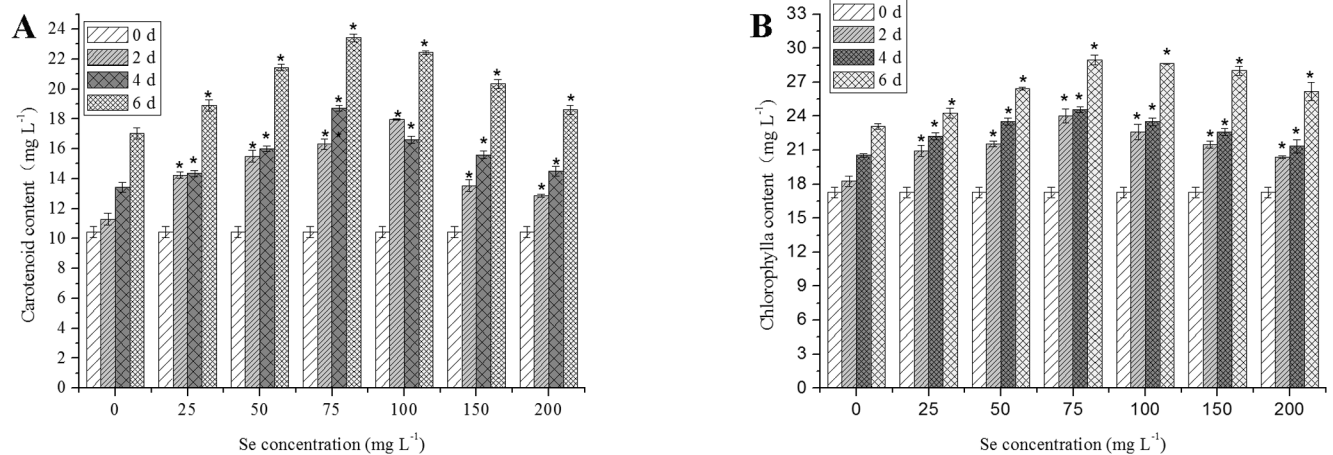 A
0 d
2 d
4 d
6 d
24
22
20
18
16
14
12
10
8
6
4
2
0
Carotenoid content (mg L-1)
0 25 50 75 100 150 200
Se concentration (mg L-1)
B
0 d
2 d
4 d
6 d
33
30
27
24
21
18
15
12
9
6
3
0
Chlorophylla content (mg L-1)
0 25 50 75 100 150 200
Se concentration (mg L-1)